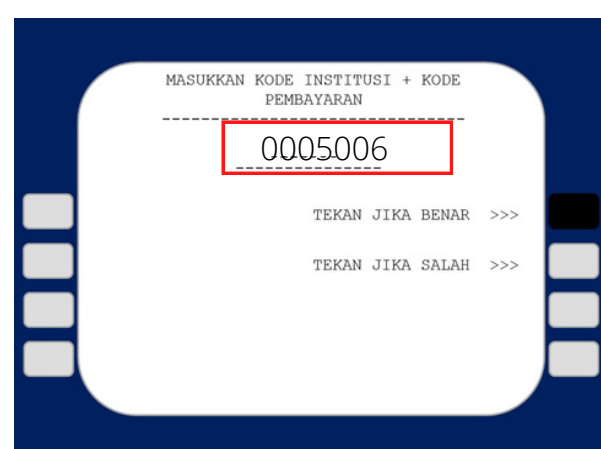 MASUKKAN KODE INSTITUSI + KODE
PEMBAYARAN
--------------------------------
0005006
---------------
TEKAN JIKA BENAR >>>
TEKAN JIKA SALAH >>>